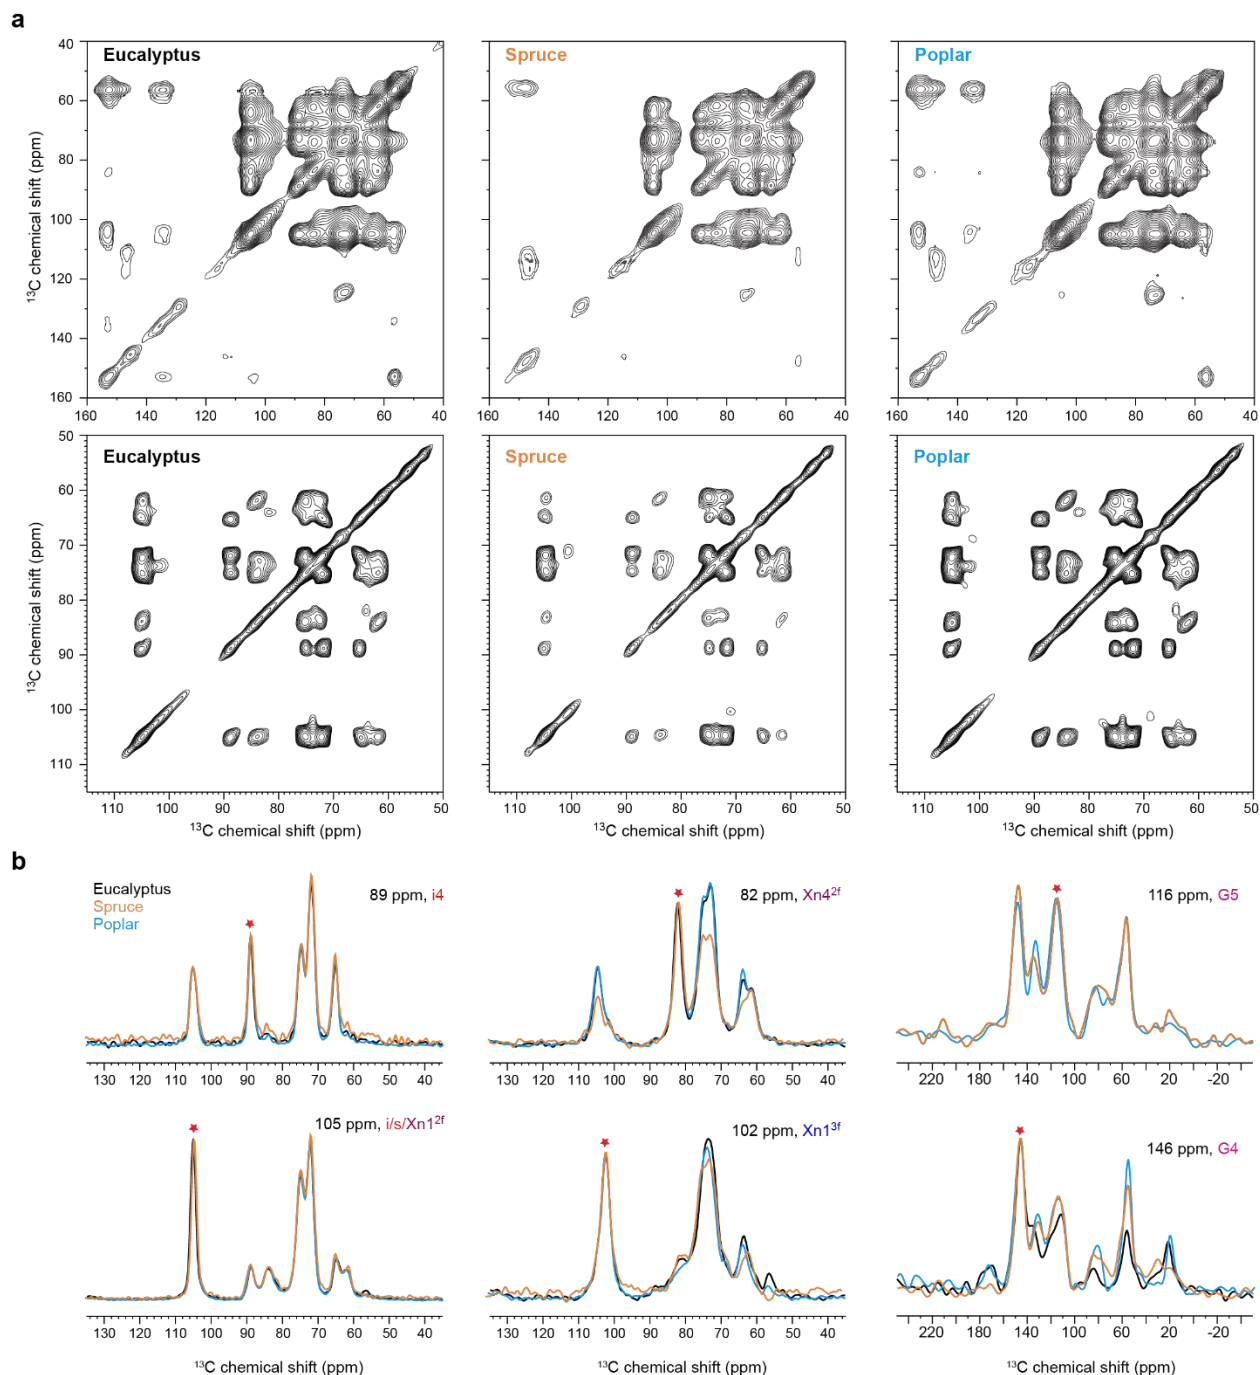 a
Eucalyptus
Spruce
Poplar
40
60
80
100
120
140
160
¹³C chemical shift (ppm)
160 140 120 100 80 60 40
160 140 120 100 80 60 40
160 140 120 100 80 60 40
Eucalyptus
Spruce
Poplar
50
60
70
80
90
100
110
¹³C chemical shift (ppm)
110 100 90 80 70 60 50
110 100 90 80 70 60 50
110 100 90 80 70 60 50
¹³C chemical shift (ppm)
¹³C chemical shift (ppm)
¹³C chemical shift (ppm)
b
Eucalyptus
Spruce
Poplar
89 ppm, i4
82 ppm, Xn4²ᶠ
116 ppm, G5
130 120 110 100 90 80 70 60 50 40
130 120 110 100 90 80 70 60 50 40
220 180 140 100 60 20 -20
105 ppm, i/s/Xn1²ᶠ
102 ppm, Xn1³ᶠ
146 ppm, G4
130 120 110 100 90 80 70 60 50 40
130 120 110 100 90 80 70 60 50 40
220 180 140 100 60 20 -20
¹³C chemical shift (ppm)
¹³C chemical shift (ppm)
¹³C chemical shift (ppm)